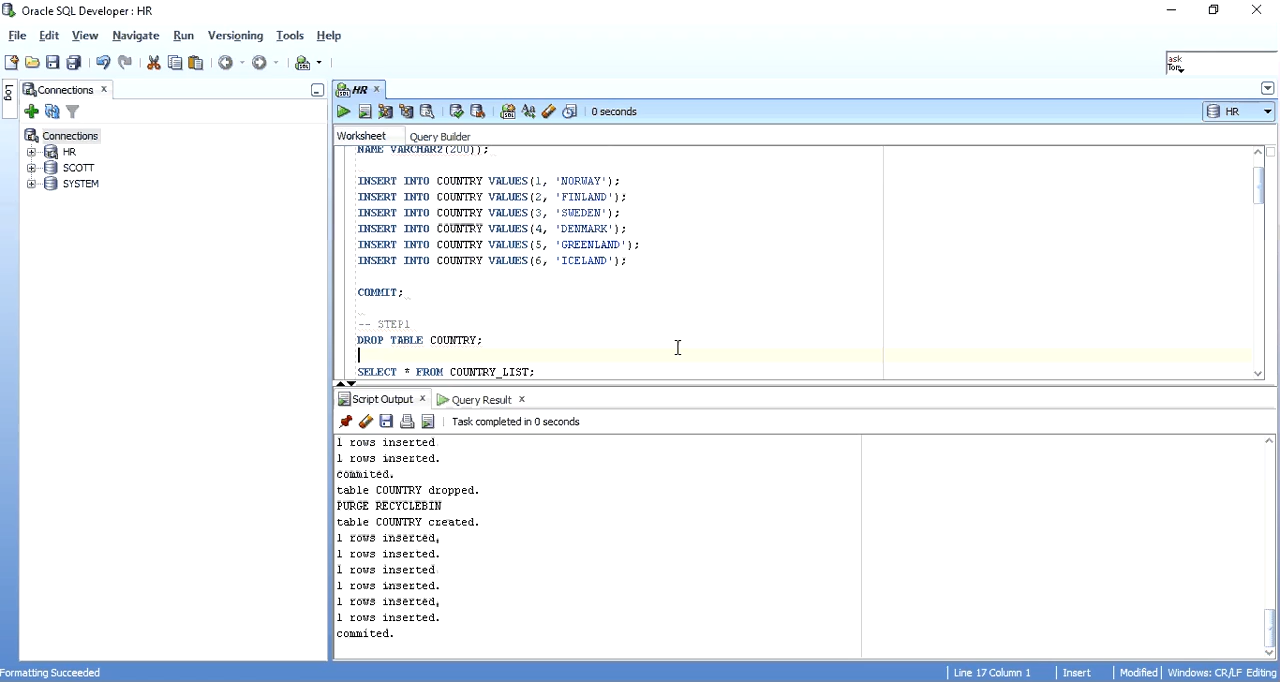 Oracle SQL Developer : HR
File Edit View Navigate Run Versioning Tools Help
ask
Tom
Log
Connections x
HR x
0 seconds
HR
Connections
HR
SCOTT
SYSTEM
Worksheet Query Builder
NAME VARCHAR2(200));
INSERT INTO COUNTRY VALUES(1, 'NORWAY');
INSERT INTO COUNTRY VALUES(2, 'FINLAND');
INSERT INTO COUNTRY VALUES(3, 'SWEDEN');
INSERT INTO COUNTRY VALUES(4, 'DENMARK');
INSERT INTO COUNTRY VALUES(5, 'GREENLAND');
INSERT INTO COUNTRY VALUES(6, 'ICELAND');
COMMIT;
-- STEP1
DROP TABLE COUNTRY;
SELECT * FROM COUNTRY_LIST;
Script Output x Query Result x
Task completed in 0 seconds
1 rows inserted.
1 rows inserted.
commited.
table COUNTRY dropped.
PURGE RECYCLEBIN
table COUNTRY created.
1 rows inserted.
1 rows inserted.
1 rows inserted.
1 rows inserted.
1 rows inserted.
1 rows inserted.
commited.
Formatting Succeeded
Line 17 Column 1 Insert Modified Windows: CR/LF Editing